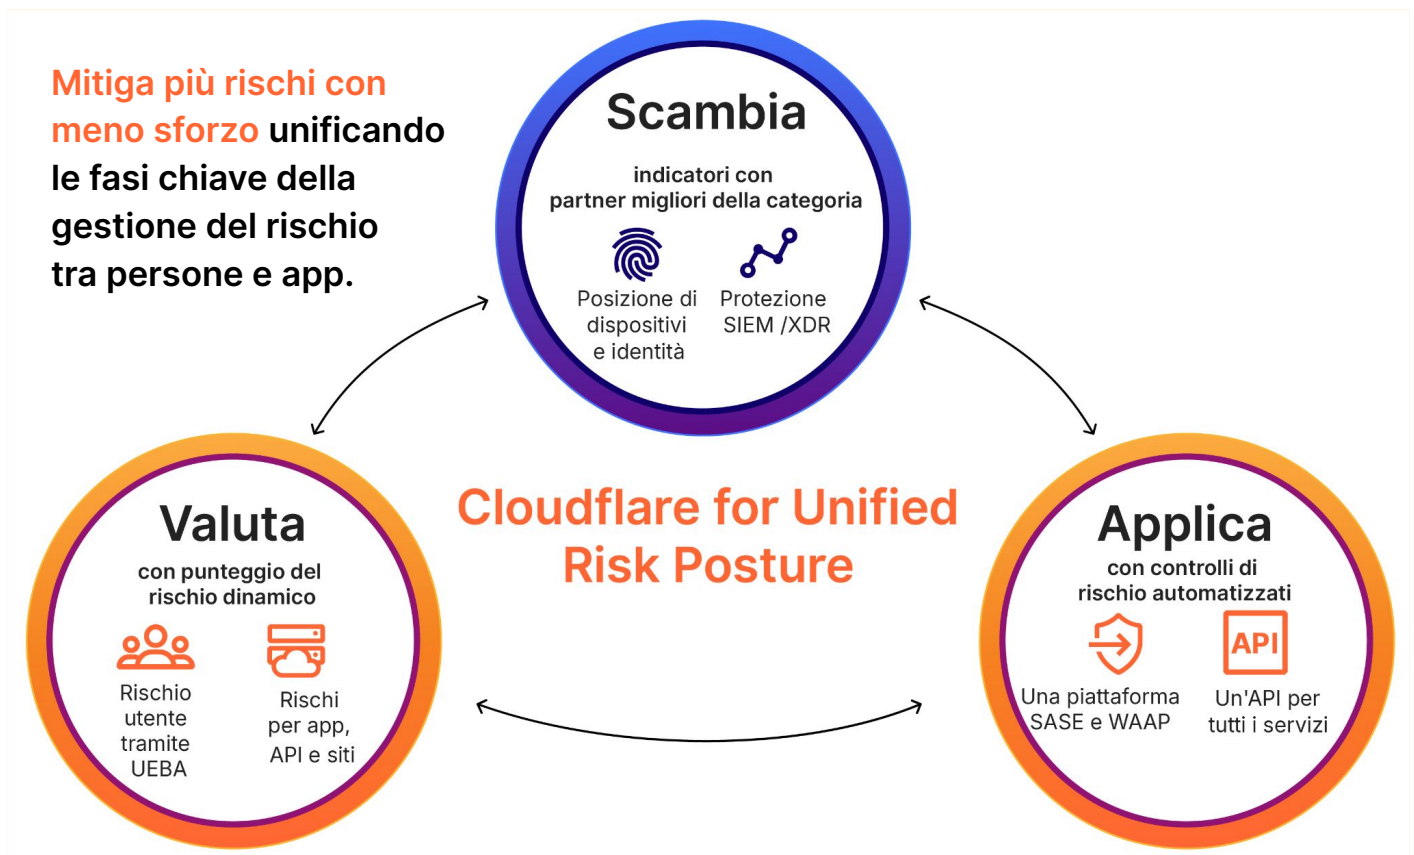 Mitiga più rischi con
meno sforzo unificando
le fasi chiave della
gestione del rischio
tra persone e app.
Scambia
indicatori con
partner migliori della categoria
Posizione di
dispositivi
e identità
Protezione
SIEM /XDR
Cloudflare for Unified
Risk Posture
Valuta
con punteggio del
rischio dinamico
Rischio
utente
tramite
UEBA
Rischi
per app,
API e siti
Applica
con controlli di
rischio automatizzati
Una piattaforma
SASE e WAAP
API
Un'API per
tutti i servizi